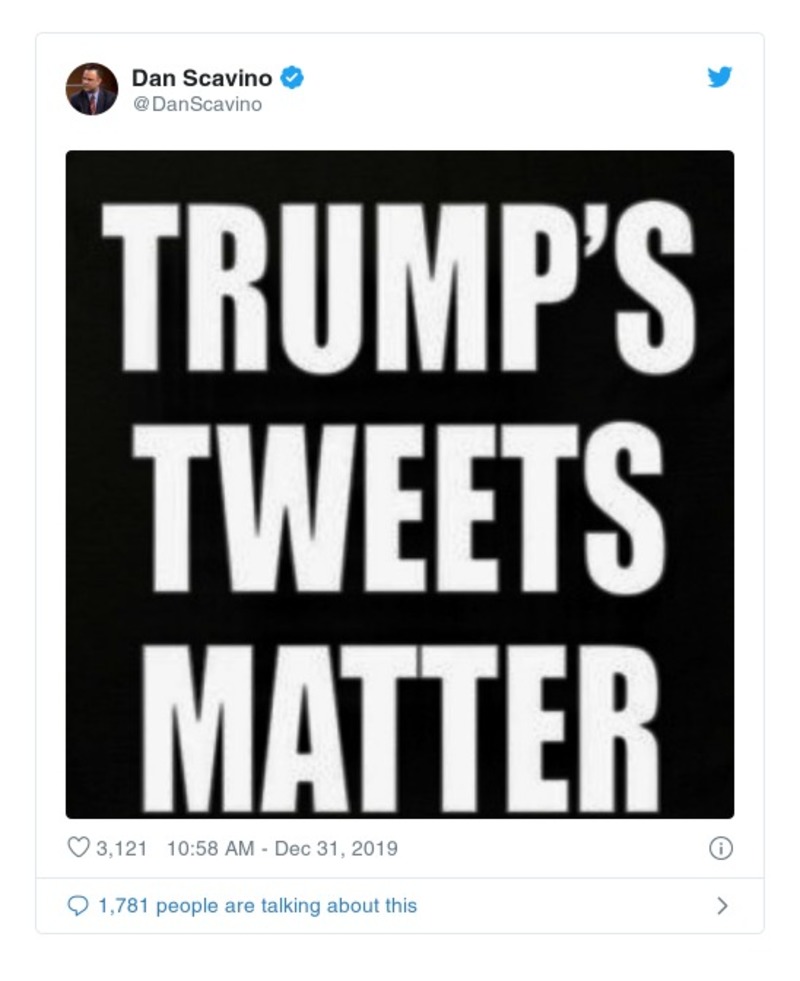 Dan Scavino
@DanScavino
TRUMP'S
TWEETS
MATTER
3,121 10:58 AM - Dec 31, 2019
1,781 people are talking about this